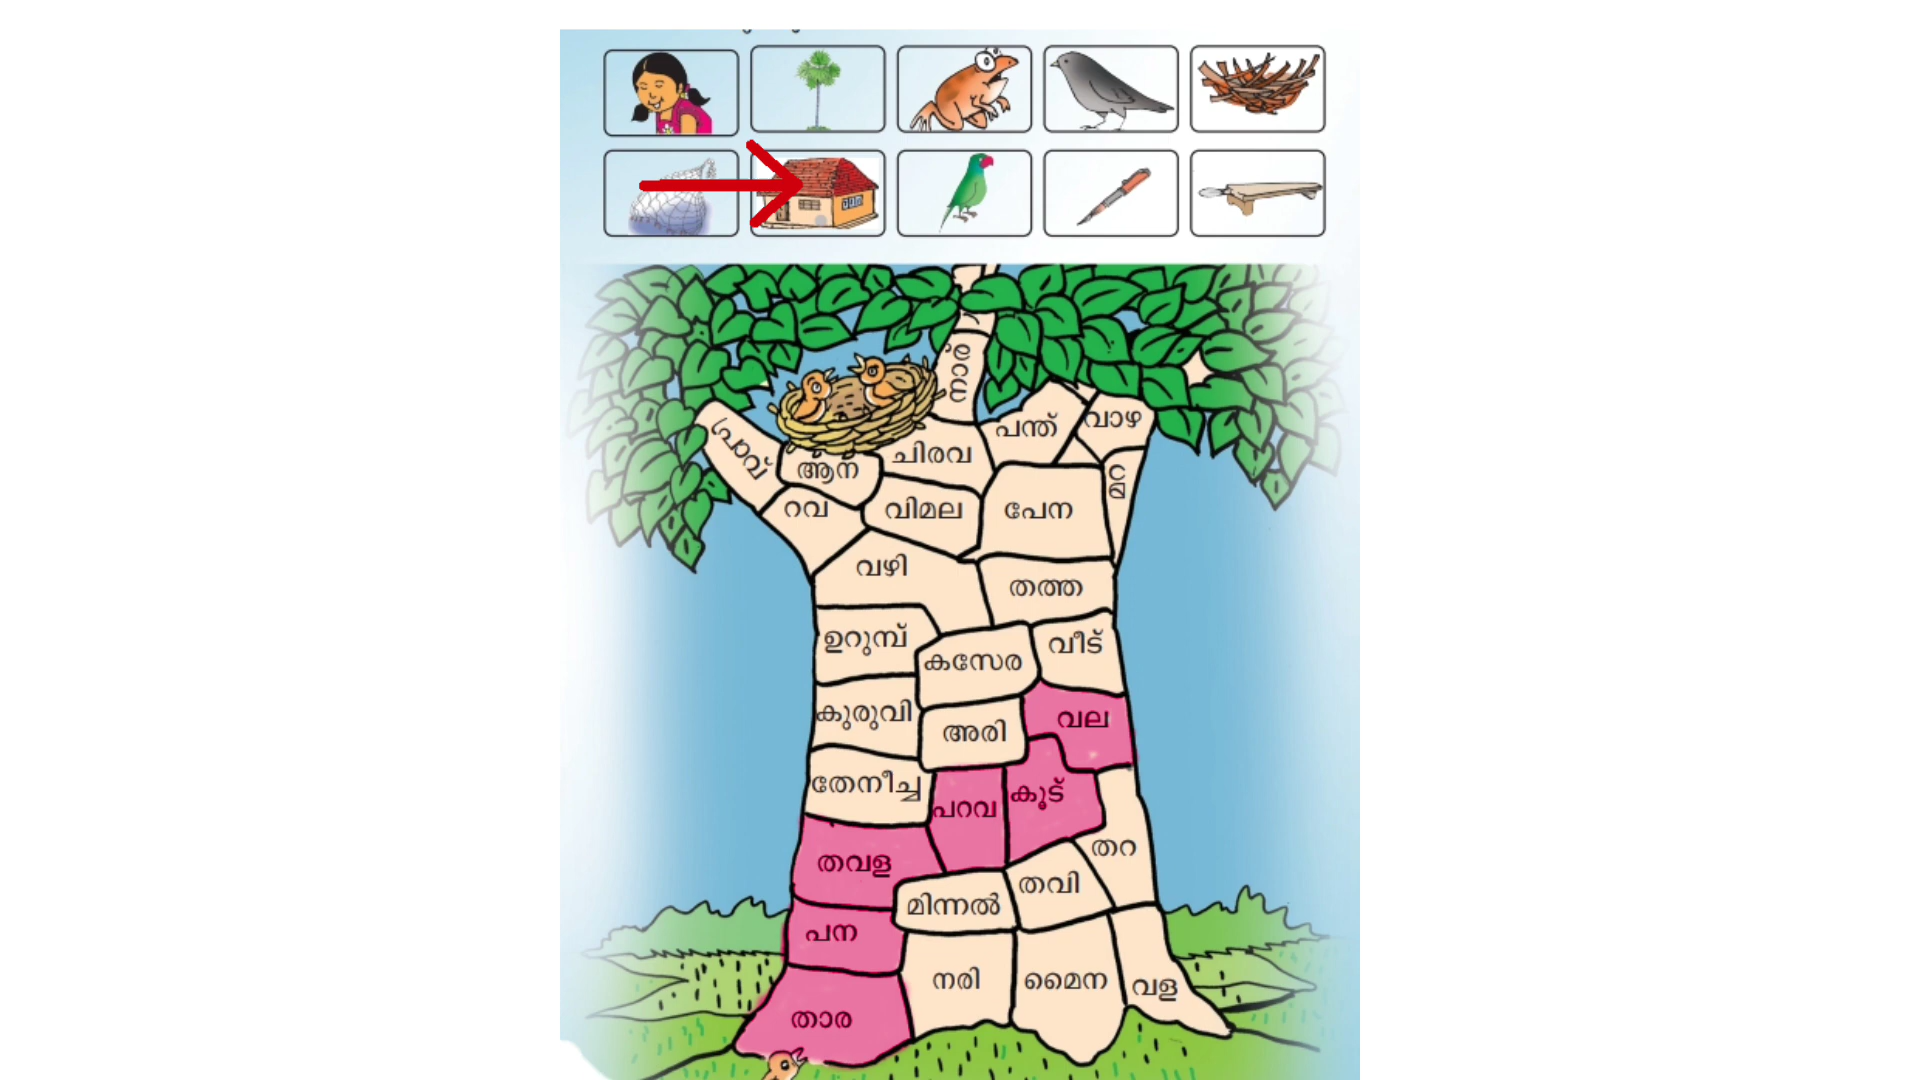 രാന
പന്ത്
വാഴ
പ്രാവ്
ആന
ചിരവ
മറ
റവ
വിമല
പേന
വഴി
തത്ത
ഉറുമ്പ്
കസേര
വീട്
കുരുവി
അരി
വല
തേനീച്ച
പറവ
കൂട്
തവള
തറ
മിന്നൽ
തവി
പന
നരി
മൈന
വള
താര